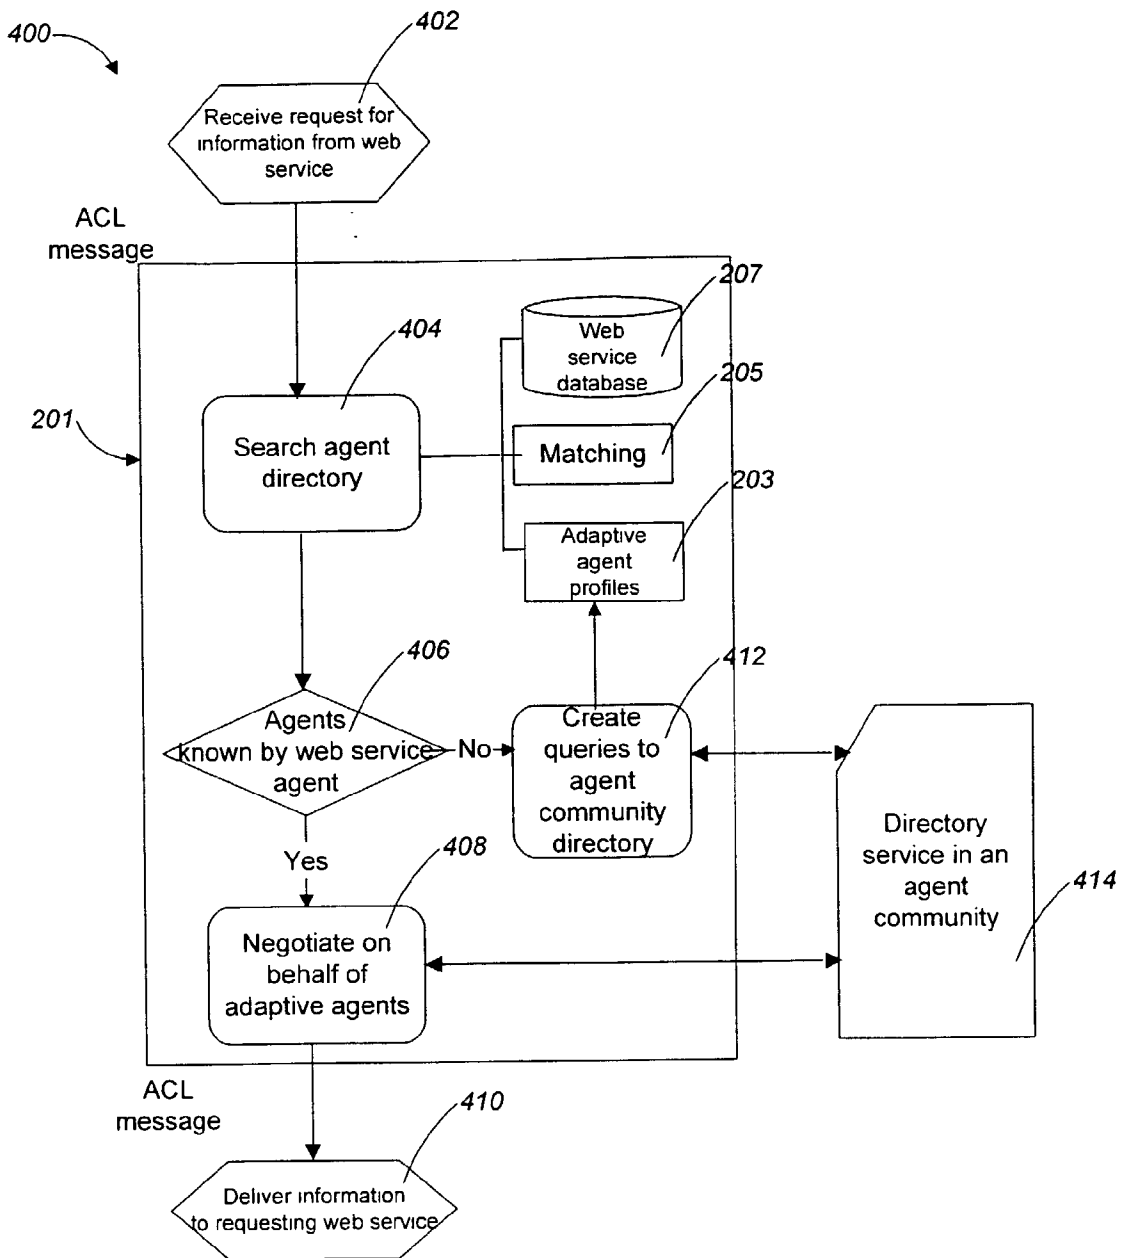 400
402
Receive request for
information from web
service
ACL
message
207
Web
service
database
404
205
201
Search agent
directory
Matching
203
Adaptive
agent
profiles
406
412
Agents
known by web service
agent
No
Create
queries to
agent
community
directory
Directory
service in an
agent
community
414
Yes
408
Negotiate on
behalf of
adaptive agents
ACL
message
410
Deliver information
to requesting web service